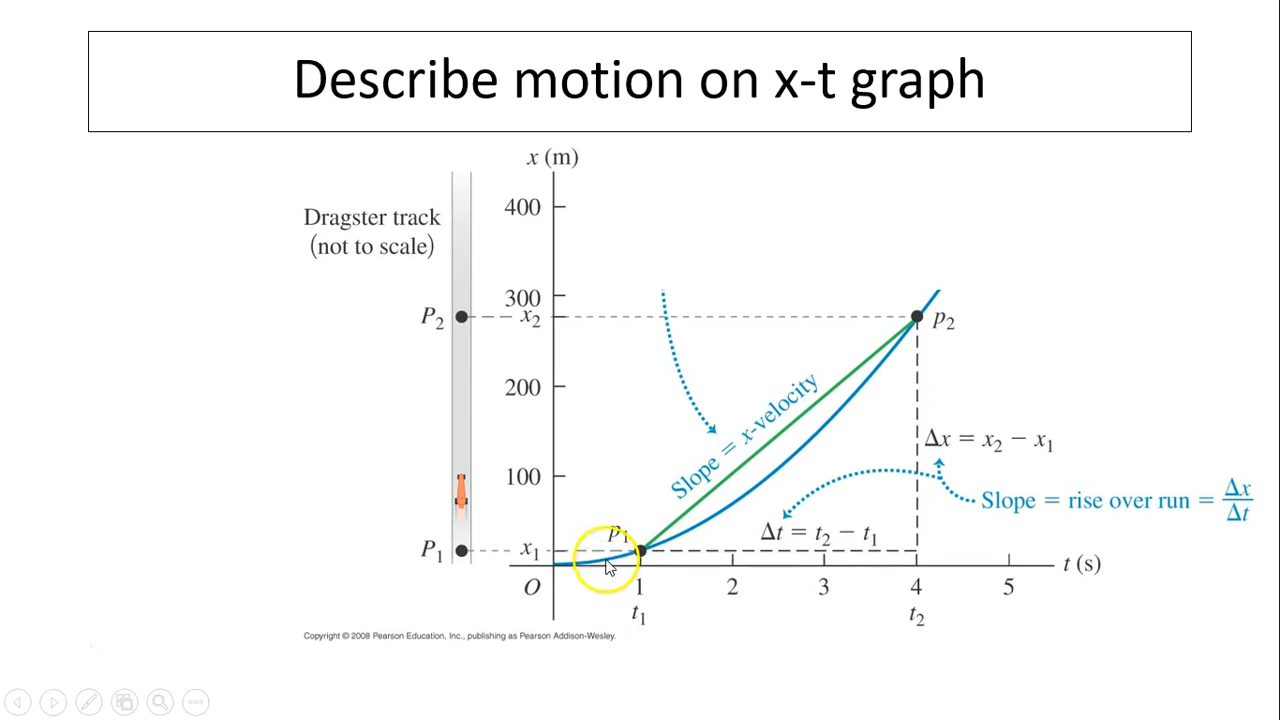 Describe motion on x-t graph
x (m)
Dragster track
(not to scale)
400
300
P₂
x₂
p₂
200
Slope = x-velocity
Δx = x₂ − x₁
100
Slope = rise over run = Δx/Δt
p₁
Δt = t₂ − t₁
P₁
x₁
t (s)
O
1
2
3
4
5
t₁
t₂
Copyright © 2008 Pearson Education, Inc., publishing as Pearson Addison-Wesley.